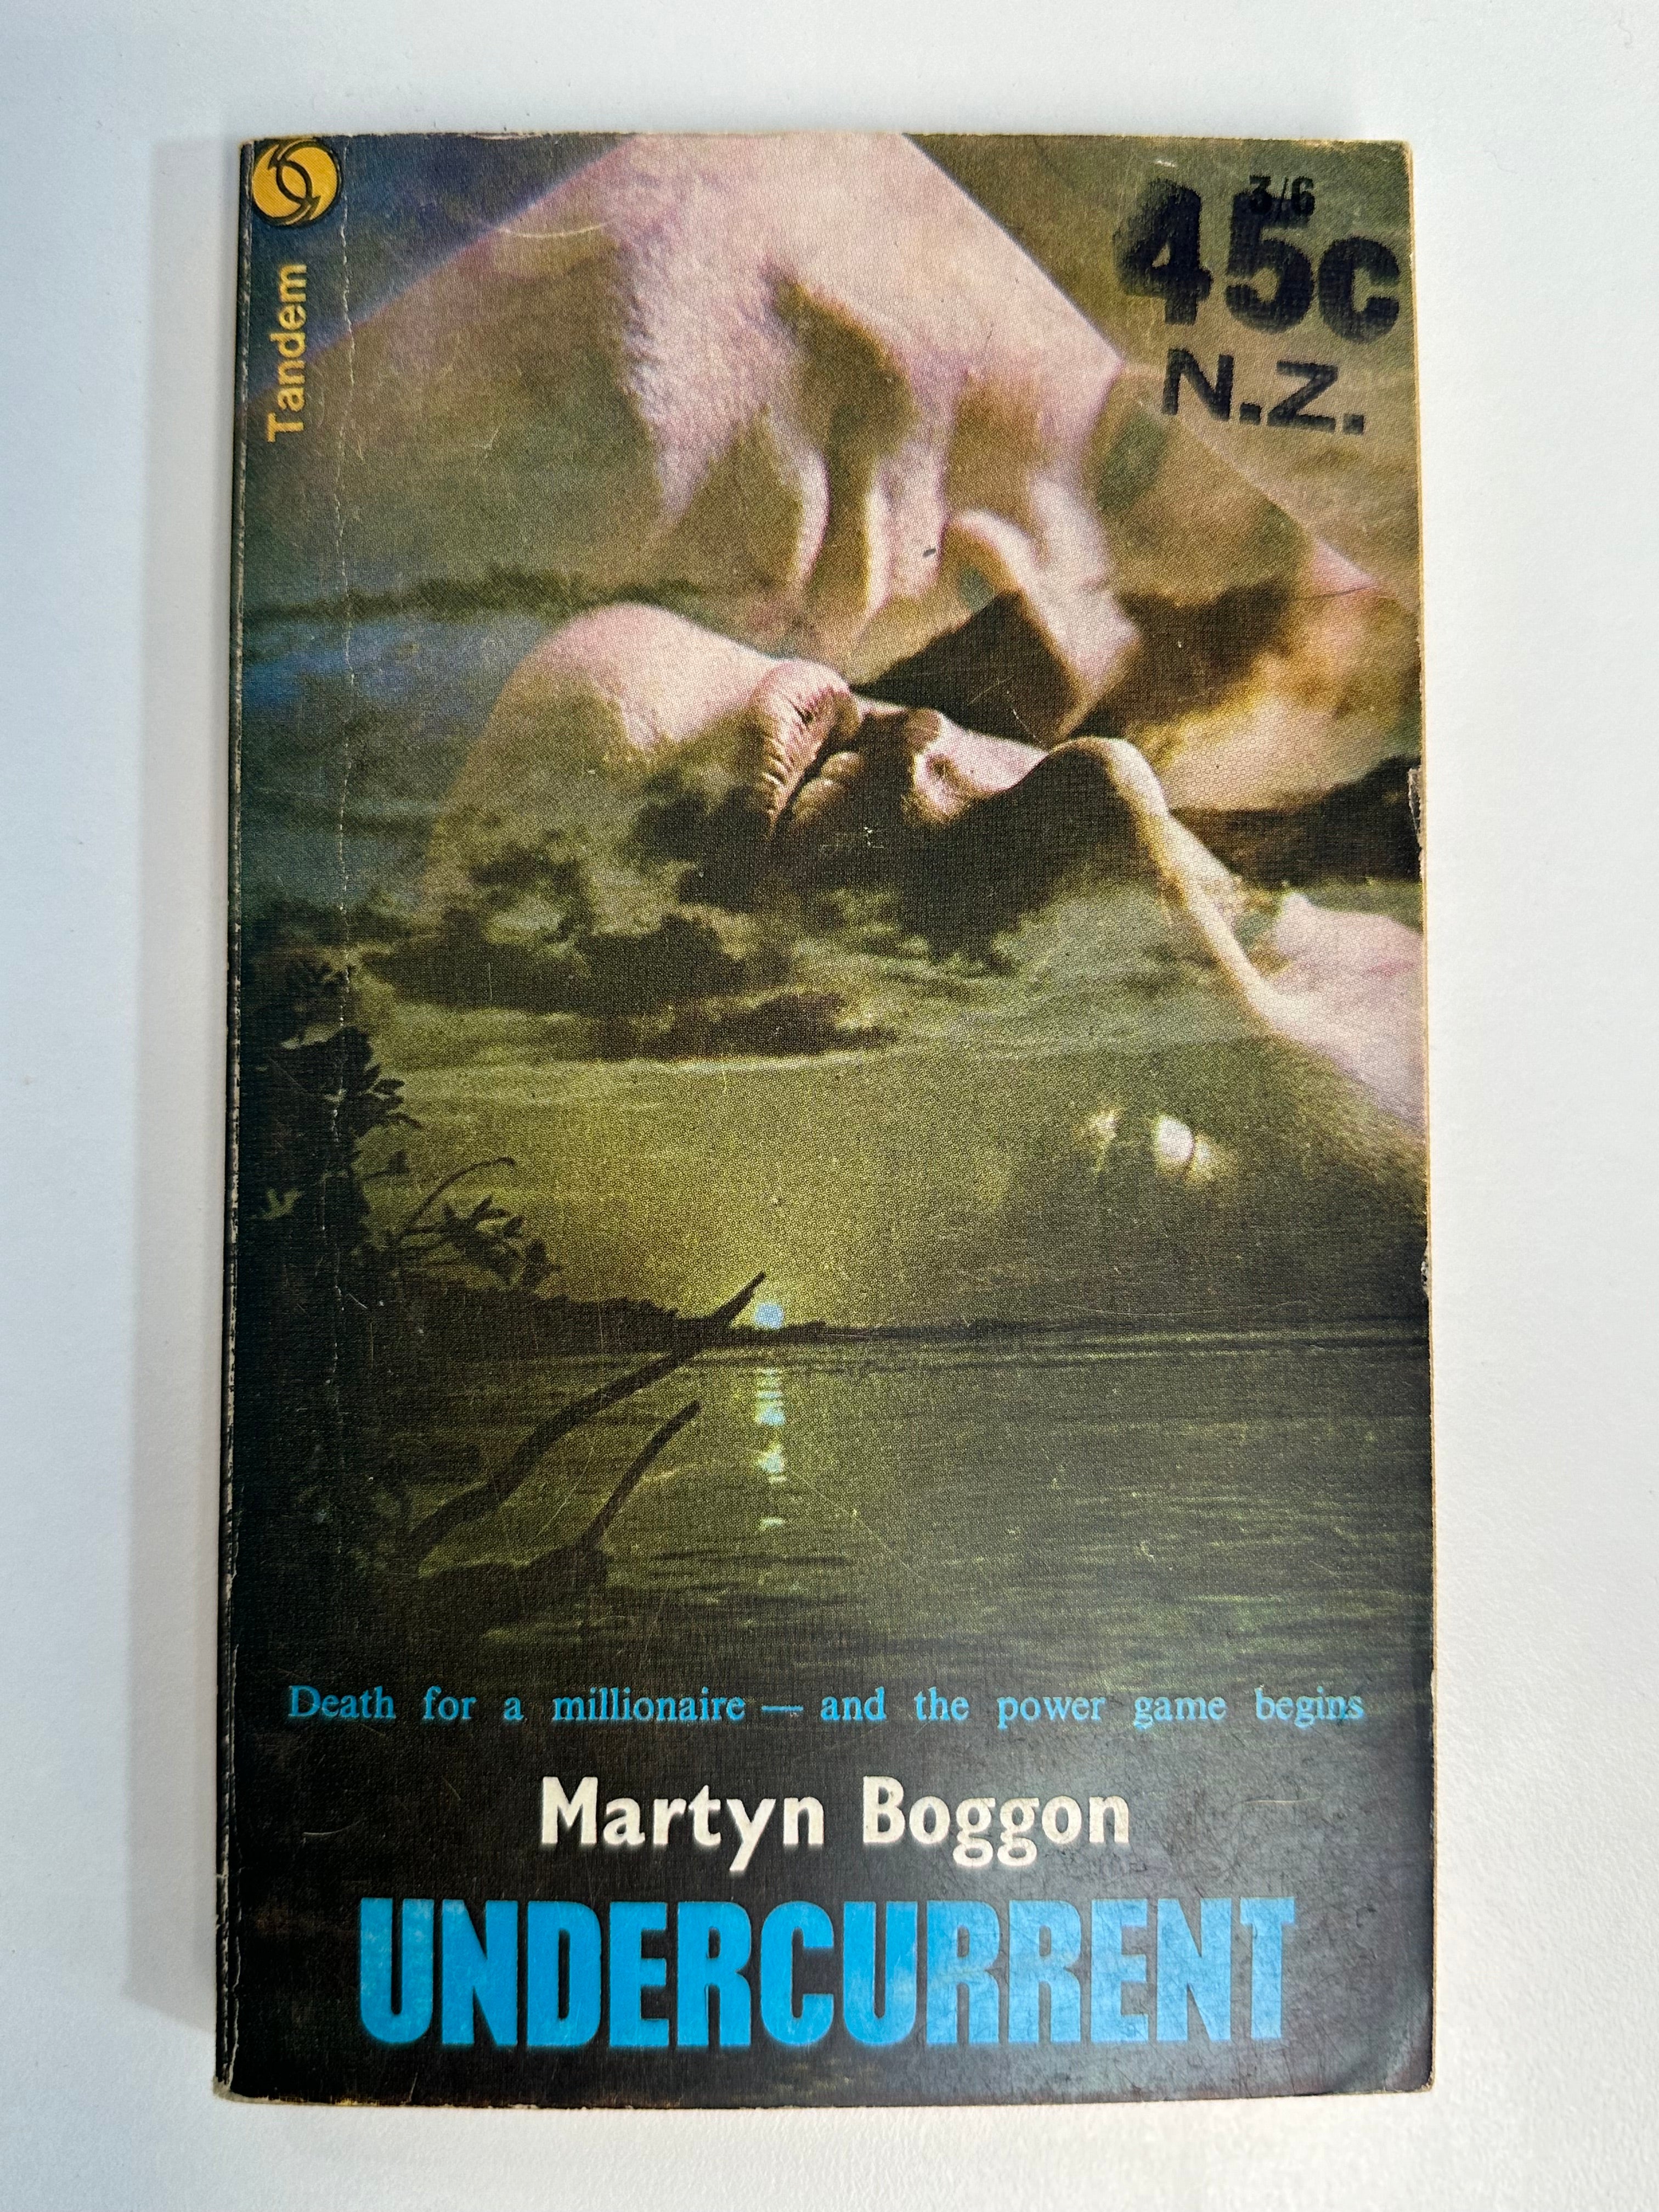 Tandem
3/6
45c
N.Z.
Death for a millionaire — and the power game begins
Martyn Boggon
UNDERCURRENT